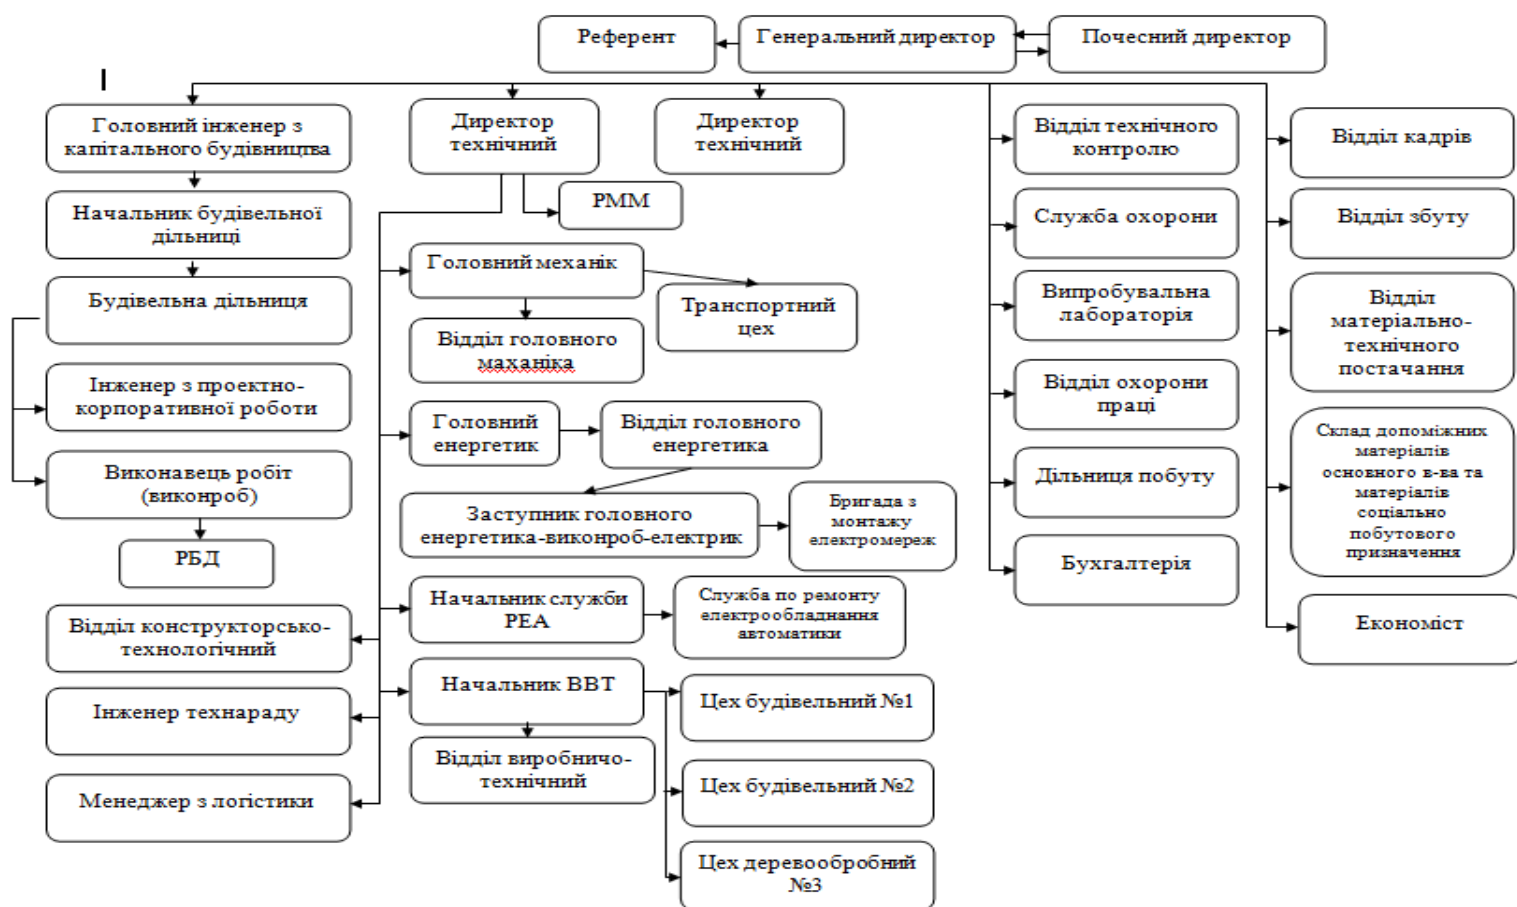 Референт
Генеральний директор
Почесний директор
Головний інженер з
капітального будівництва
Директор
технічний
Директор
технічний
Відділ технічного
контролю
Відділ кадрів
Начальник будівельної
дільниці
РММ
Служба охорони
Відділ збуту
Будівельна дільниця
Головний механік
Транспортний
цех
Випробувальна
лабораторія
Відділ
матеріально-
технічного
постачання
Відділ головного
маханіка
Інженер з проектно-
корпоративної роботи
Головний
енергетик
Відділ головного
енергетика
Відділ охорони
праці
Склад допоміжних
матеріалів
основного в-ва та
матеріалів
соціально
побутового
призначення
Виконавець робіт
(виконроб)
Заступник головного
енергетика-виконроб-електрик
Бригада з
монтажу
електромереж
Дільниця побуту
РБД
Бухгалтерія
Відділ конструкторсько-
технологічний
Начальник служби
РЕА
Служба по ремонту
електрообладнання
автоматики
Економіст
Інженер технараду
Начальник ВВТ
Цех будівельний №1
Відділ виробничо-
технічний
Менеджер з логістики
Цех будівельний №2
Цех деревообробний
№3